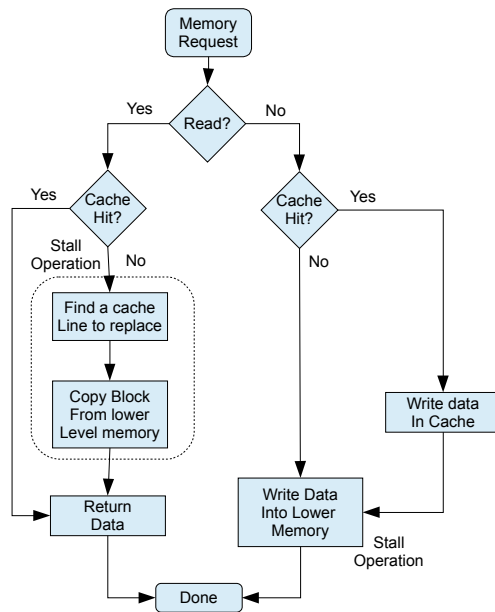 Memory
Request
Yes
No
Read?
Yes
Yes
Cache
Hit?
Cache
Hit?
Stall
Operation
No
No
Find a cache
Line to replace
Copy Block
From lower
Level memory
Write data
In Cache
Return
Data
Write Data
Into Lower
Memory
Stall
Operation
Done